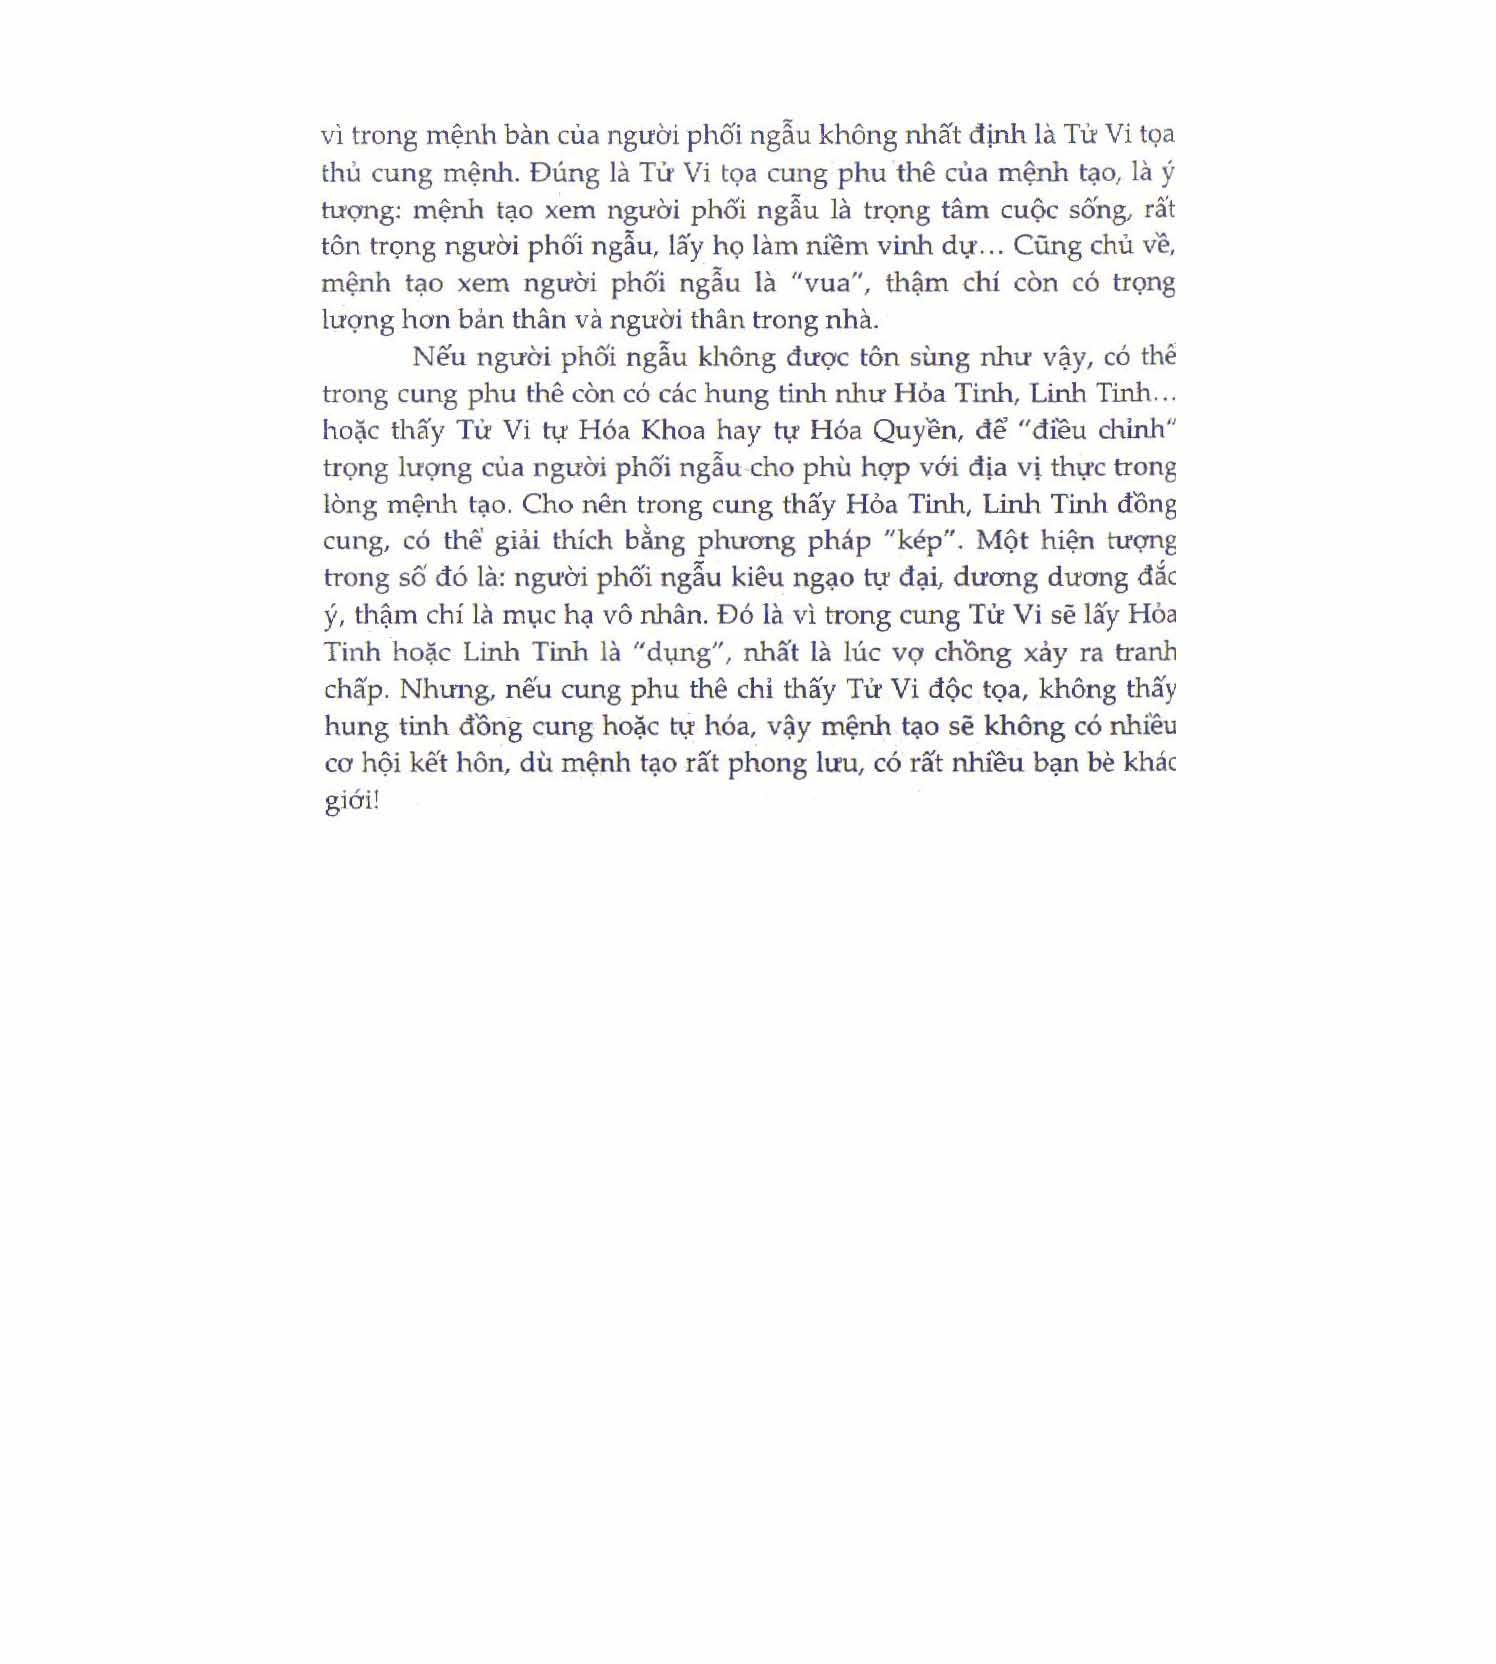 vì trong mệnh bàn của người phối ngẫu không nhất định là Tử Vi tọa
thủ cung mệnh. Đúng là Tử Vi tọa cung phu thê của mệnh tạo, là ý
tượng: mệnh tạo xem người phối ngẫu là trọng tâm cuộc sống, rất
tôn trọng người phối ngẫu, lấy họ làm niềm vinh dự... Cũng chủ về,
mệnh tạo xem người phối ngẫu là "vua", thậm chí còn có trọng
lượng hơn bản thân và người thân trong nhà.
Nếu người phối ngẫu không được tôn sùng như vậy, có thể
trong cung phu thê còn có các hung tinh như Hỏa Tinh, Linh Tinh...
hoặc thấy Tử Vi tự Hóa Khoa hay tự Hóa Quyền, để "điều chỉnh"
trọng lượng của người phối ngẫu cho phù hợp với địa vị thực trong
lòng mệnh tạo. Cho nên trong cung thấy Hỏa Tinh, Linh Tinh đồng
cung, có thể giải thích bằng phương pháp "kép". Một hiện tượng
trong số đó là: người phối ngẫu kiêu ngạo tự đại, dương dương đắc
ý, thậm chí là mục hạ vô nhân. Đó là vì trong cung Tử Vi sẽ lấy Hỏa
Tinh hoặc Linh Tinh là "dụng", nhất là lúc vợ chồng xảy ra tranh
chấp. Nhưng, nếu cung phu thê chỉ thấy Tử Vi độc tọa, không thấy
hung tinh đồng cung hoặc tự hóa, vậy mệnh tạo sẽ không có nhiều
cơ hội kết hôn, dù mệnh tạo rất phong lưu, có rất nhiều bạn bè khác
giới!